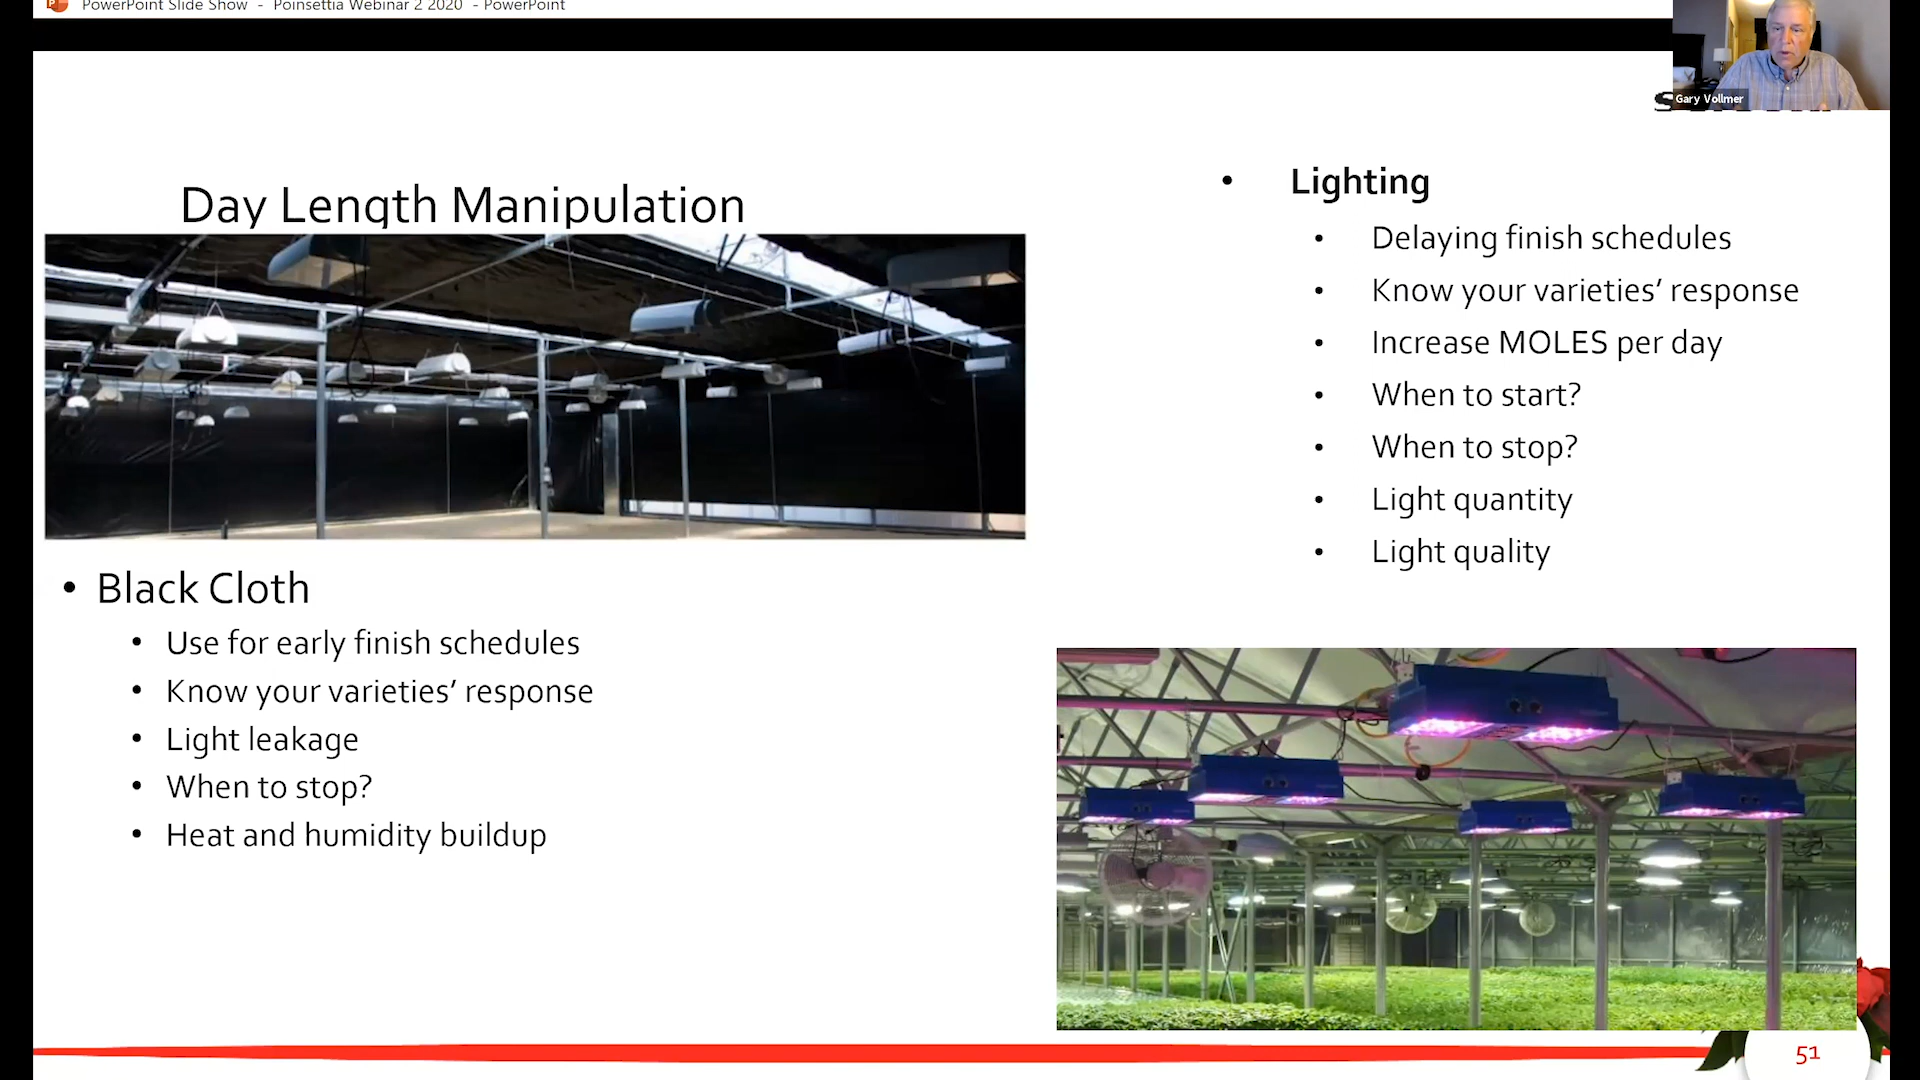 PowerPoint Slide Show - Poinsettia Webinar 2 2020 - PowerPoint
Gary Vollmer
Day Length Manipulation
• Black Cloth
• Use for early finish schedules
• Know your varieties’ response
• Light leakage
• When to stop?
• Heat and humidity buildup
• Lighting
• Delaying finish schedules
• Know your varieties’ response
• Increase MOLES per day
• When to start?
• When to stop?
• Light quantity
• Light quality
51